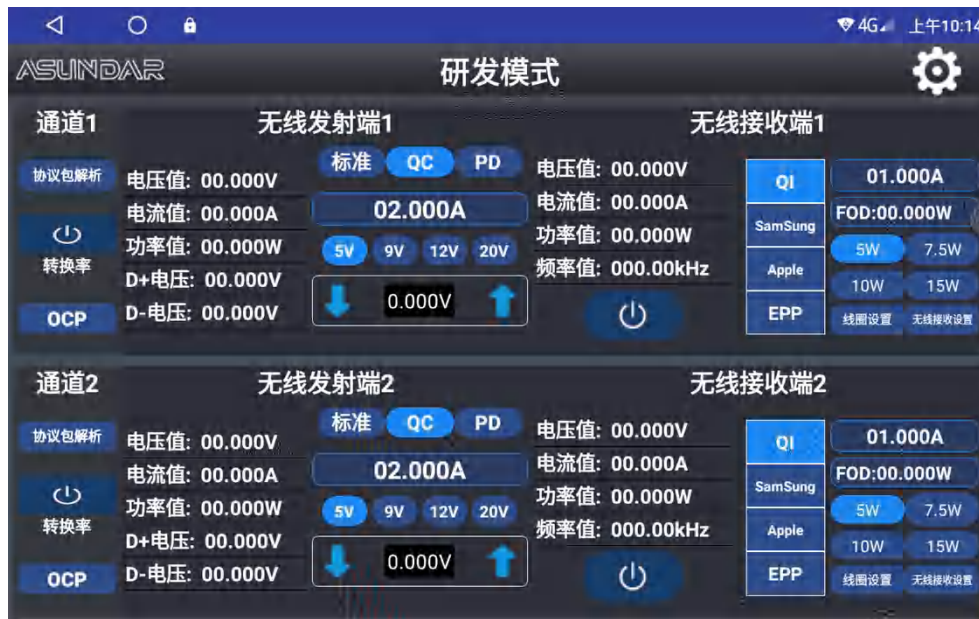 4G 上午10:14
ASUNDAR 研发模式
通道1 无线发射端1 无线接收端1
协议包解析
转换率
OCP
标准 QC PD
电压值: 00.000V
电流值: 00.000A
功率值: 00.000W
D+电压: 00.000V
D-电压: 00.000V
02.000A
5V 9V 12V 20V
0.000V
电压值: 00.000V
电流值: 00.000A
功率值: 00.000W
频率值: 000.00kHz
QI
SamSung
Apple
EPP
01.000A
FOD:00.000W
5W 7.5W
10W 15W
线圈设置 无线接收设置
通道2 无线发射端2 无线接收端2
协议包解析
转换率
OCP
标准 QC PD
电压值: 00.000V
电流值: 00.000A
功率值: 00.000W
D+电压: 00.000V
D-电压: 00.000V
02.000A
5V 9V 12V 20V
0.000V
电压值: 00.000V
电流值: 00.000A
功率值: 00.000W
频率值: 000.00kHz
QI
SamSung
Apple
EPP
01.000A
FOD:00.000W
5W 7.5W
10W 15W
线圈设置 无线接收设置